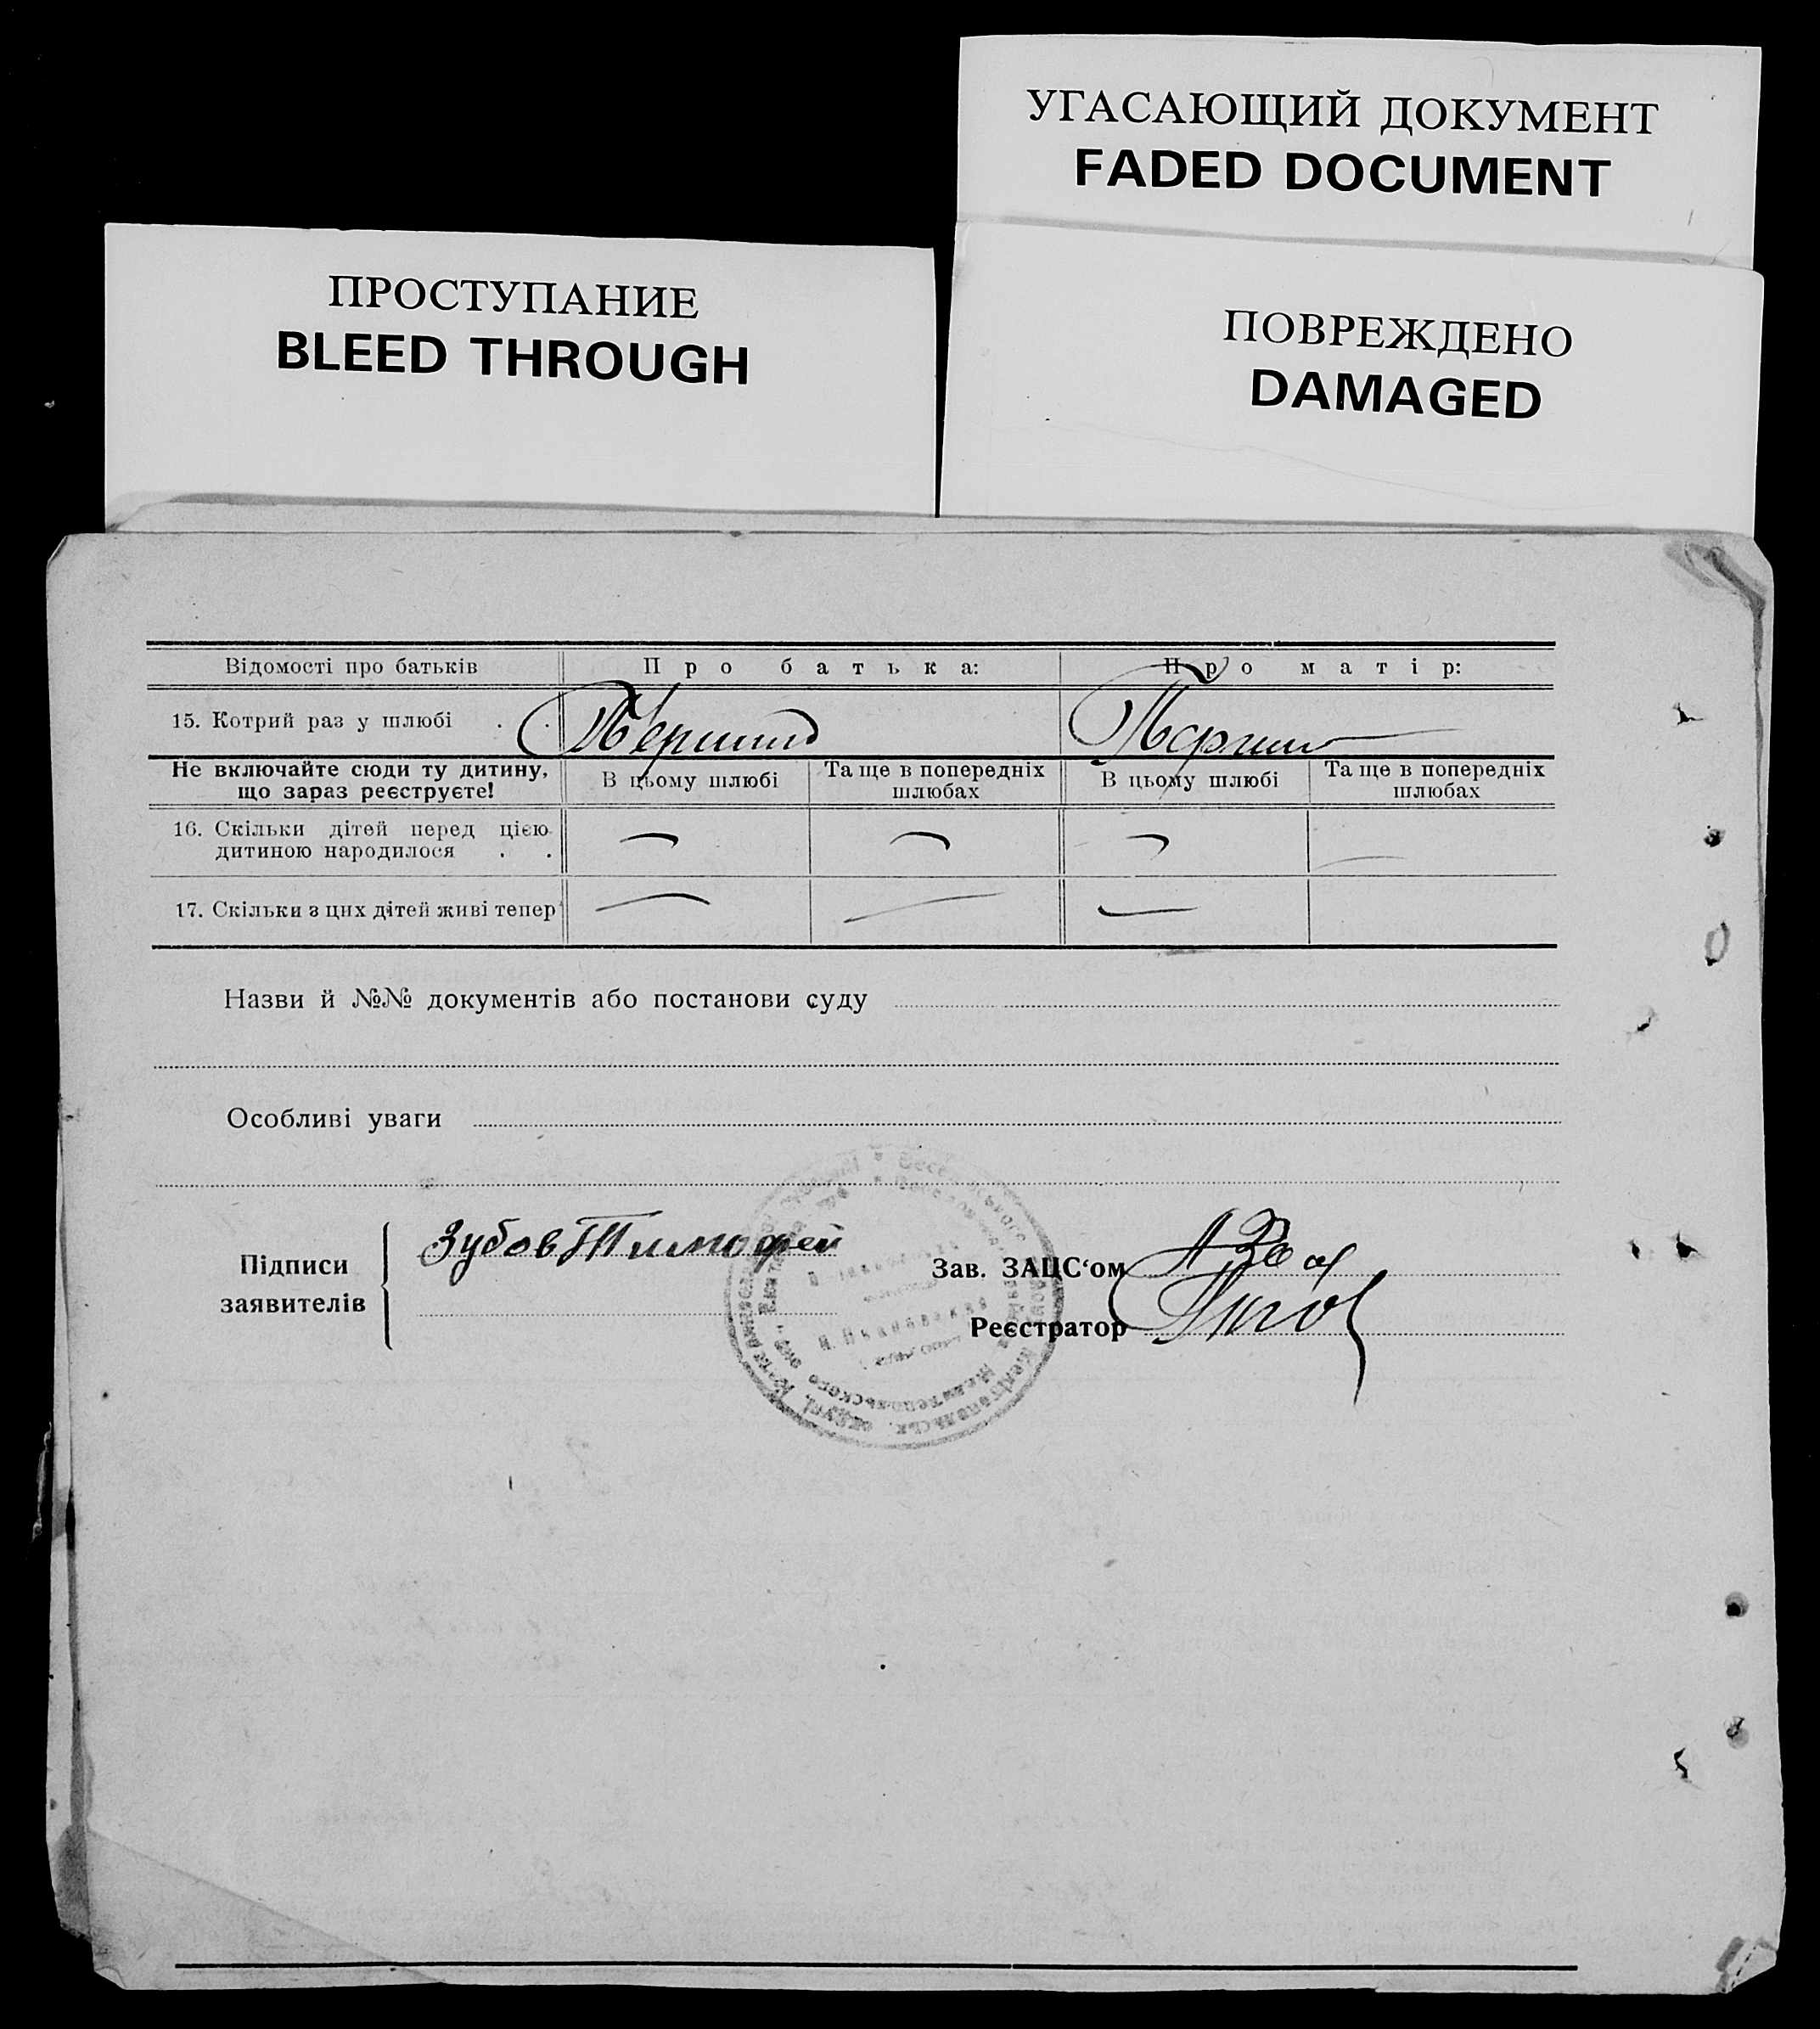 УГАСАЮЩИЙ ДОКУМЕНТ
FADED DOCUMENT
ПРОСТУПАНИЕ
BLEED THROUGH
ПОВРЕЖДЕНО
DAMAGED
Відомості про батьків Про батька: Про матір:
15. Котрий раз у шлюбі . . Перший Перший
Не включайте сюди ту дитину, що зараз реєструєте! В цьому шлюбі Та ще в попередніх шлюбах В цьому шлюбі Та ще в попередніх шлюбах
16. Скільки дітей перед цією
дитиною народилося . . — — — —
17. Скільки з цих дітей живі тепер — — —
Назви й №№ документів або постанови суду
Особливі уваги
Підписи
заявителів
Зубов Тимофей
Зав. ЗАЦС‘ом
Реєстратор